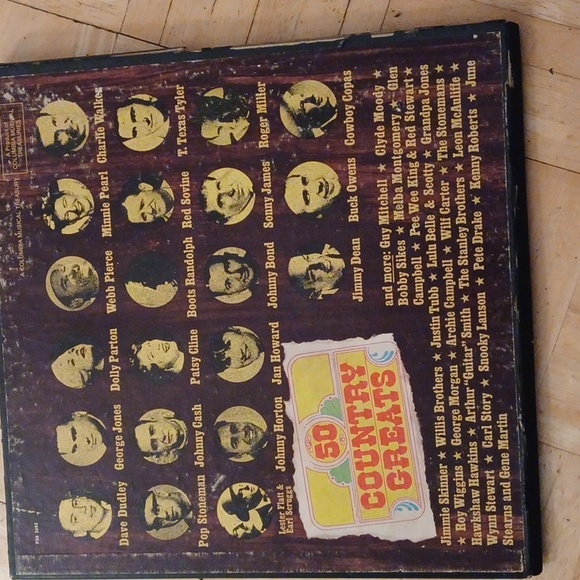 A PRODUCT OF
COLUMBIA MUSICAL
TREASURIES
A COLUMBIA MUSICAL TREASURY
Dave Dudley George Jones Dolly Parton Webb Pierce Minnie Pearl Charlie Walker
Pop Stoneman Johnny Cash Patsy Cline Boots Randolph Red Sovine T. Texas Tyler
Lester Flatt &
Earl Scruggs
Johnny Horton Jan Howard Johnny Bond Sonny James Roger Miller
Jimmy Dean Buck Owens Cowboy Copas
50
COUNTRY
GREATS
and more: Guy Mitchell ★ Clyde Moody ★
Bobby Sikes ★ Melba Montgomery ★ Glen
Campbell ★ Pee Wee King & Red Stewart ★
Jimmie Skinner ★ Willis Brothers ★ Justin Tubb ★ Lulu Belle & Scotty ★ Grandpa Jones
★ Roy Wiggins ★ George Morgan ★ Archie Campbell ★ Wilf Carter ★ The Stonemans ★
Hawkshaw Hawkins ★ Arthur "Guitar" Smith ★ The Stanley Brothers ★ Leon McAuliffe ★
Wynn Stewart ★ Carl Story ★ Snooky Lanson ★ Pete Drake ★ Kenny Roberts ★ June
Stearns and Gene Martin